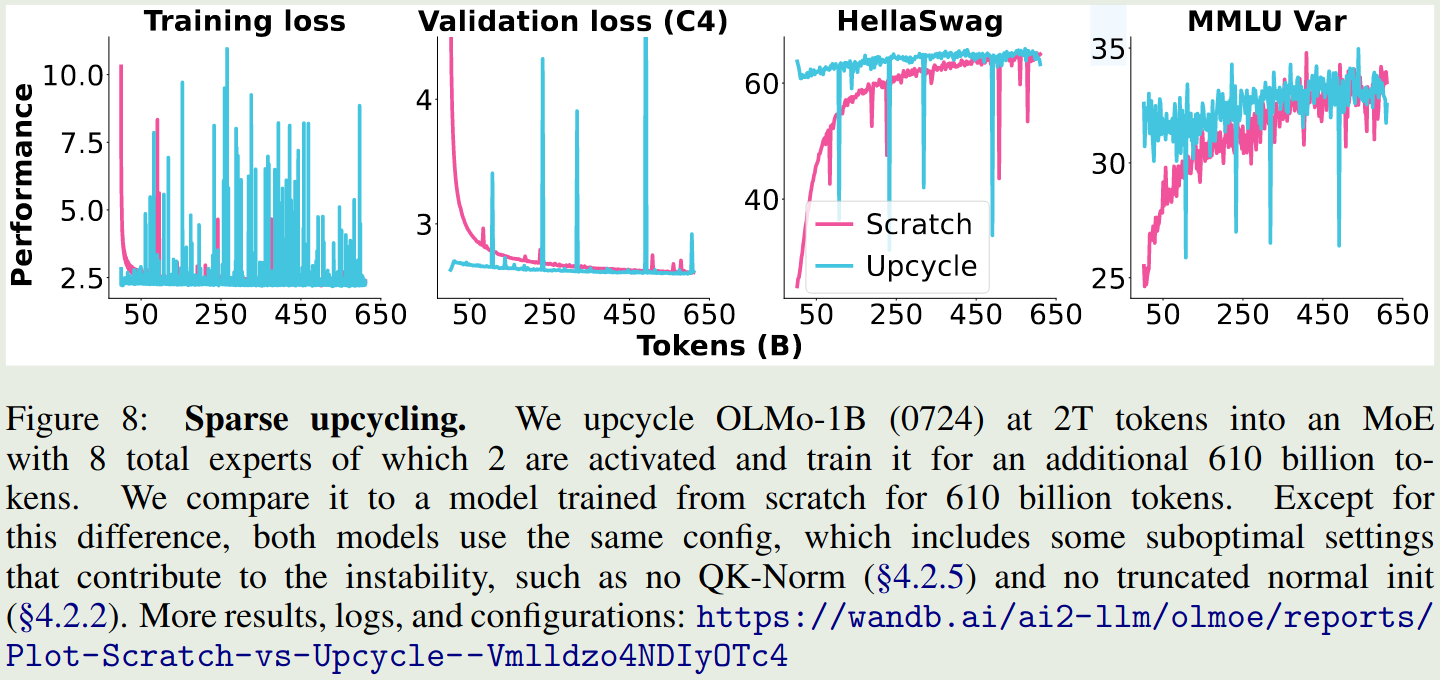 Training loss
Validation loss (C4)
HellaSwag
MMLU Var
Performance
10.0
7.5
5.0
2.5
50 250 450 650
4
3
50 250 450 650
60
40
Scratch
Upcycle
50 250 450 650
35
30
25
50 250 450 650
Tokens (B)
Figure 8: Sparse upcycling. We upcycle OLMo-1B (0724) at 2T tokens into an MoE
with 8 total experts of which 2 are activated and train it for an additional 610 billion to-
kens. We compare it to a model trained from scratch for 610 billion tokens. Except for
this difference, both models use the same config, which includes some suboptimal settings
that contribute to the instability, such as no QK-Norm (§4.2.5) and no truncated normal init
(§4.2.2). More results, logs, and configurations: https://wandb.ai/ai2-llm/olmoe/reports/
Plot-Scratch-vs-Upcycle--Vmlldzo4NDIyOTc4